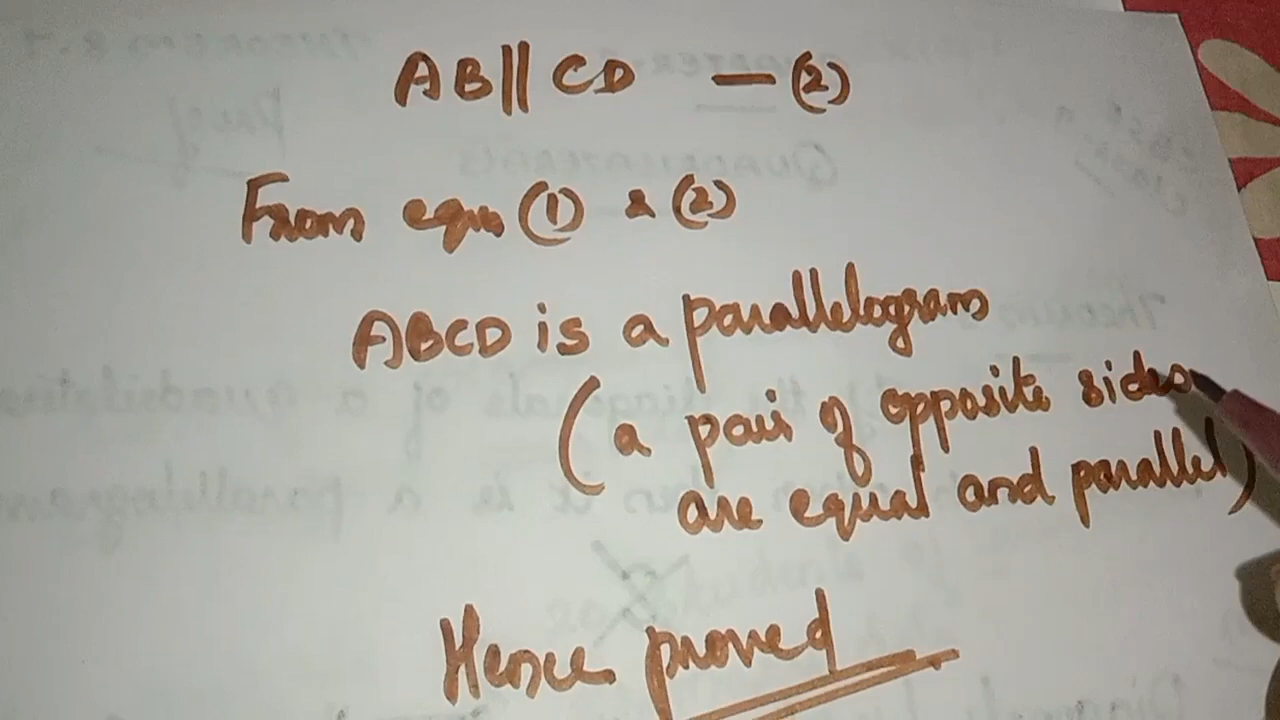 AB || CD — (2)
From eqn (1) & (2)
ABCD is a parallelogram
(a pair of opposite sides
are equal and parallel)
Hence proved